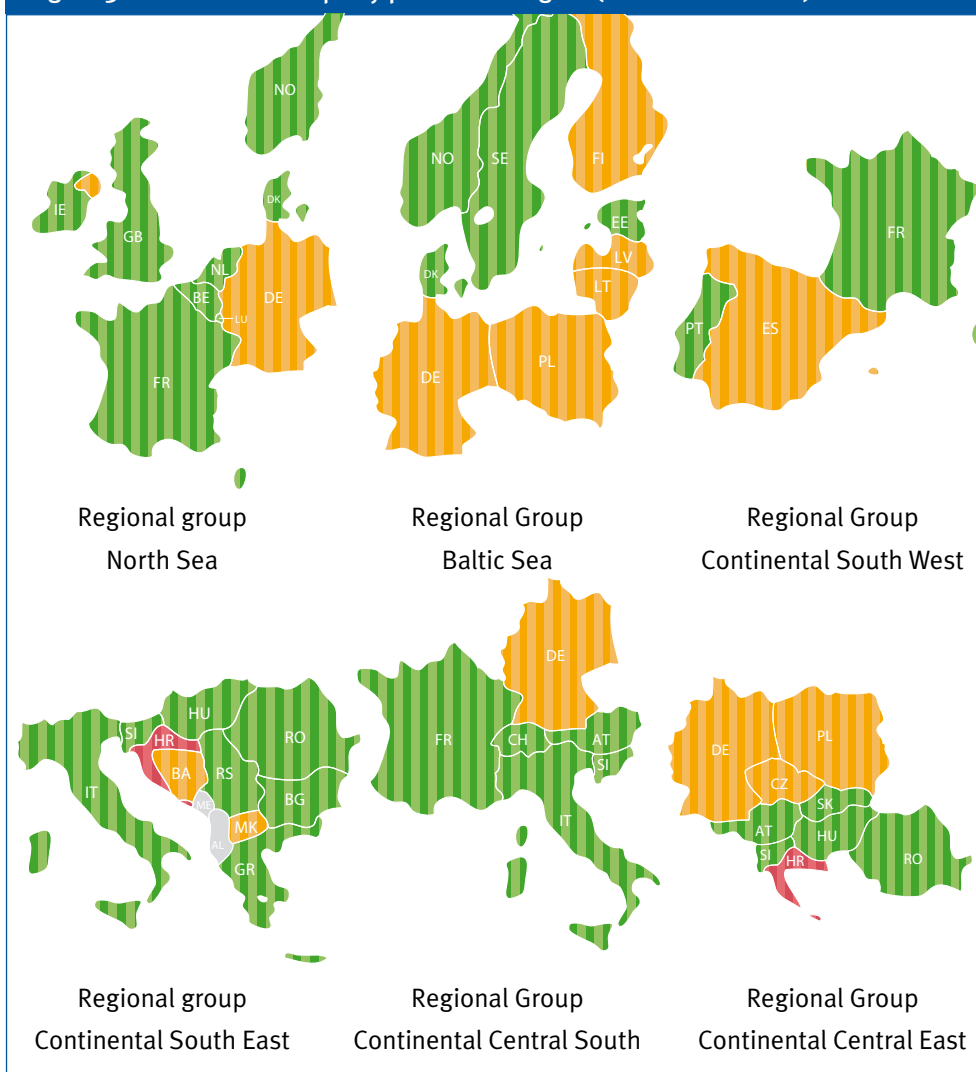 NO
IE
GB
DK
NL
BE
DE
LU
FR
Regional group
North Sea
NO
SE
FI
EE
LV
LT
DK
DE
PL
Regional Group
Baltic Sea
FR
PT
ES
Regional Group
Continental South West
HU
SI
HR
RO
BA
RS
IT
ME
BG
MK
AL
GR
Regional group
Continental South East
DE
FR
CH
AT
SI
IT
Regional Group
Continental Central South
DE
PL
CZ
SK
AT
HU
SI
HR
RO
Regional Group
Continental Central East